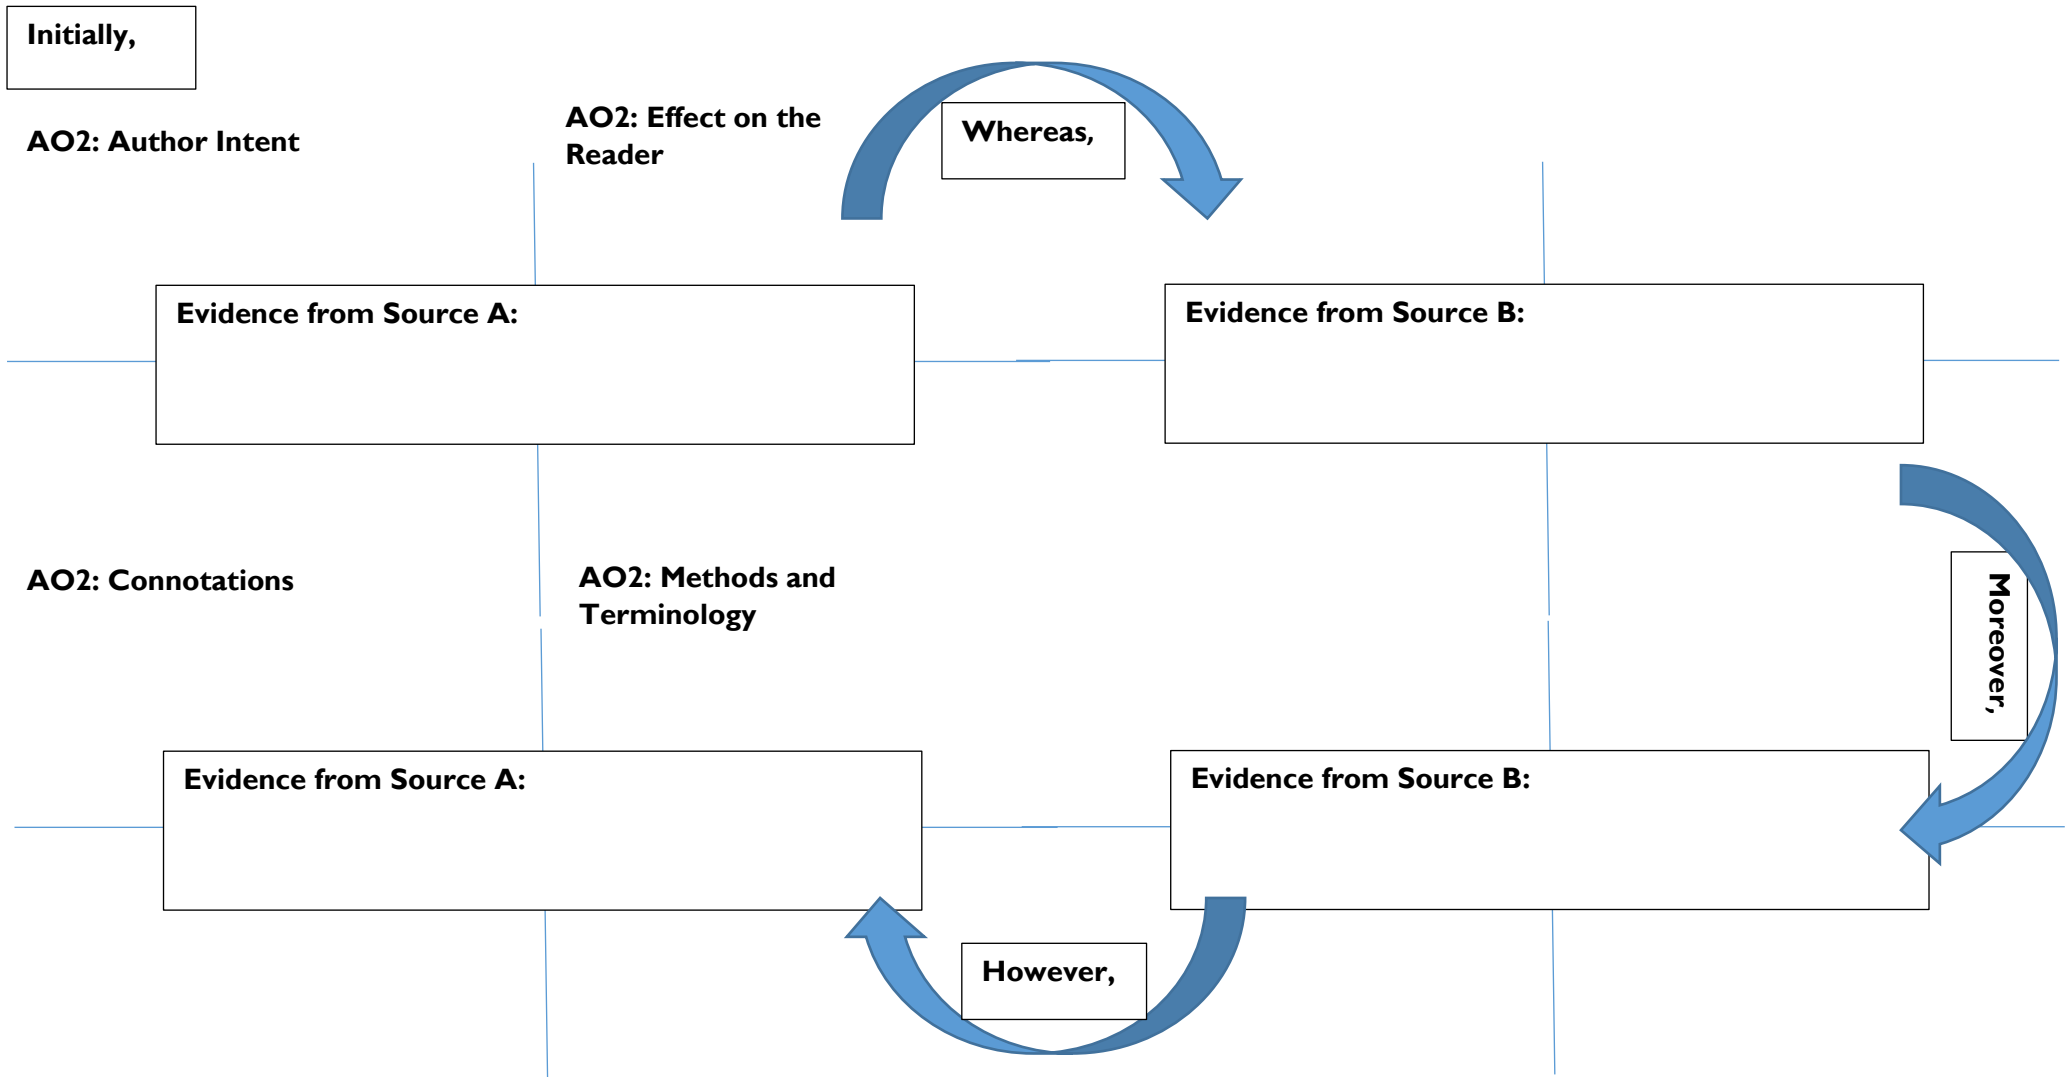 Initially,
AO2: Author Intent
AO2: Effect on the
Reader
Whereas,
Evidence from Source A:
Evidence from Source B:
AO2: Connotations
AO2: Methods and
Terminology
Moreover,
Evidence from Source A:
Evidence from Source B:
However,